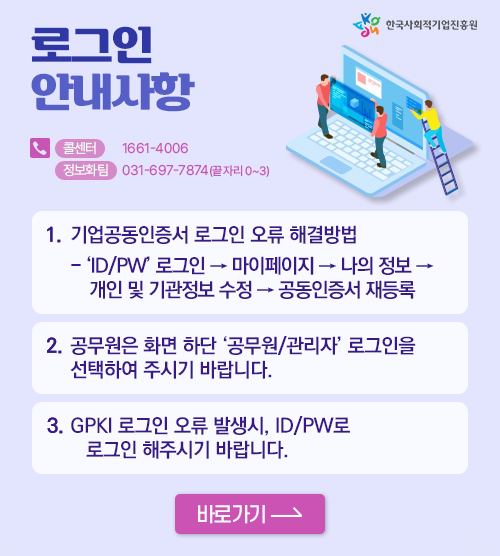 한국사회적기업진흥원
로그인
안내사항
콜센터 1661-4006
정보화팀 031-697-7874(끝자리 0~3)
1. 기업공동인증서 로그인 오류 해결방법
- ‘ID/PW’ 로그인 → 마이페이지 → 나의 정보 →
개인 및 기관정보 수정 → 공동인증서 재등록
2. 공무원은 화면 하단 ‘공무원/관리자’ 로그인을
선택하여 주시기 바랍니다.
3. GPKI 로그인 오류 발생시, ID/PW로
로그인 해주시기 바랍니다.
바로가기 →